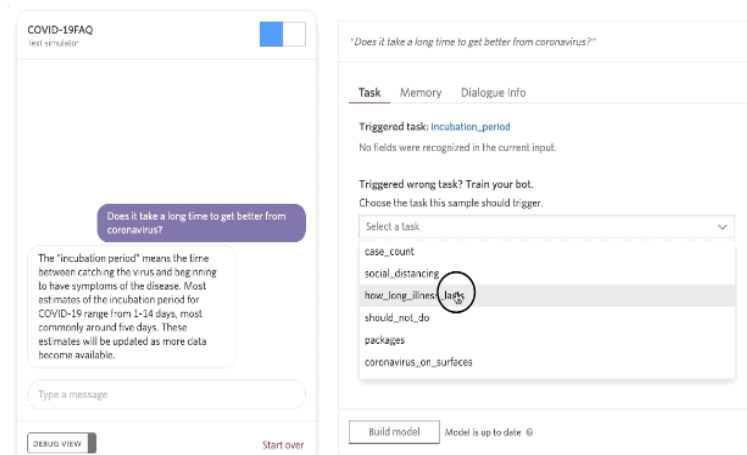 COVID-19FAQ
Text simulator
Does it take a long time to get better from
coronavirus?
The "incubation period" means the time
between catching the virus and beginning
to have symptoms of the disease. Most
estimates of the incubation period for
COVID-19 range from 1-14 days, most
commonly around five days. These
estimates will be updated as more data
become available.
Type a message
DEBUG VIEW
Start over
"Does it take a long time to get better from coronavirus?"
Task Memory Dialogue info
Triggered task: incubation_period
No fields were recognized in the current input.
Triggered wrong task? Train your bot.
Choose the task this sample should trigger.
Select a task
case_count
social_distancing
how_long_illness_lasts
should_not_do
packages
coronavirus_on_surfaces
Build model Model is up to date